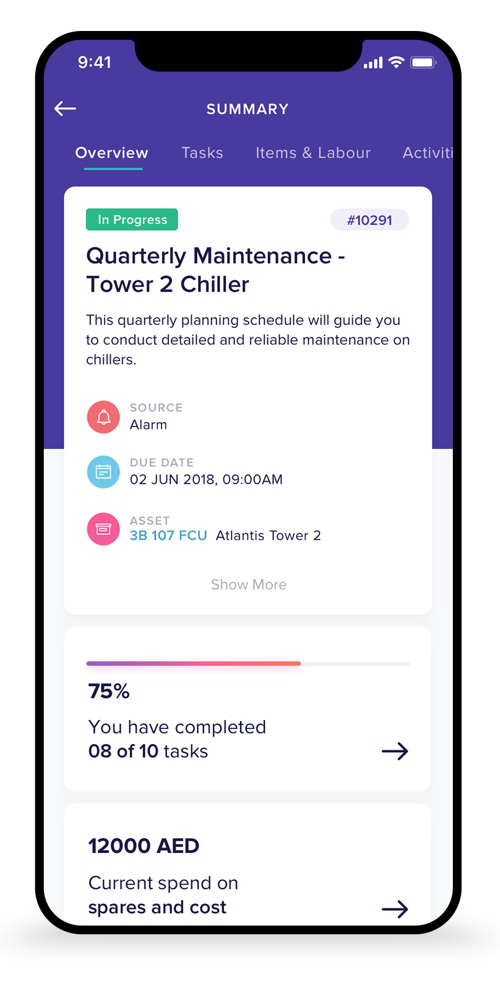 9:41
SUMMARY
Overview Tasks Items & Labour Activiti
In Progress #10291
Quarterly Maintenance -
Tower 2 Chiller
This quarterly planning schedule will guide you
to conduct detailed and reliable maintenance on
chillers.
SOURCE
Alarm
DUE DATE
02 JUN 2018, 09:00AM
ASSET
3B 107 FCU Atlantis Tower 2
Show More
75%
You have completed
08 of 10 tasks
12000 AED
Current spend on
spares and cost